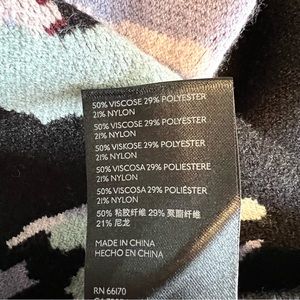 50% VISCOSE 29% POLYESTER
21% NYLON
50% VISCOSE 29% POLYESTER
21% NYLON
50% VISKOSE 29% POLYESTER
21% NYLON
50% VISCOSA 29% POLIESTERE
21% NYLON
50% VISCOSA 29% POLIÉSTER
21% NYLON
50% 粘胶纤维 29% 聚酯纤维
21% 尼龙
MADE IN CHINA
HECHO EN CHINA
RN 66170